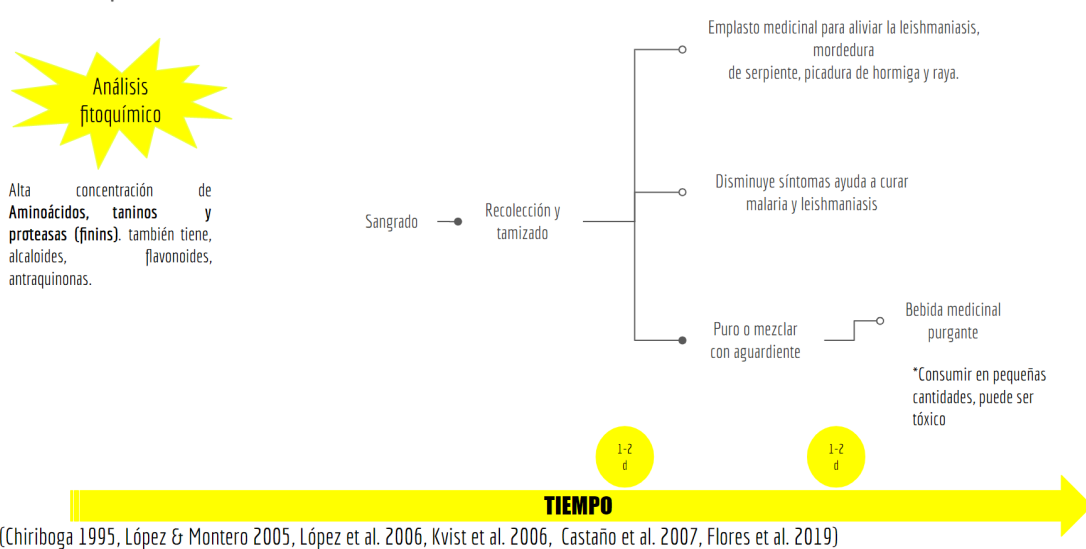 Análisis
fitoquímico
Alta concentración de
Aminoácidos, taninos y
proteasas (finins). también tiene,
alcaloides, flavonoides,
antraquinonas.
Sangrado
Recolección y
tamizado
Emplasto medicinal para aliviar la leishmaniasis,
mordedura
de serpiente, picadura de hormiga y raya.
Disminuye síntomas ayuda a curar
malaria y leishmaniasis
Puro o mezclar
con aguardiente
Bebida medicinal
purgante
*Consumir en pequeñas
cantidades, puede ser
tóxico
1-2
d
1-2
d
TIEMPO
(Chiriboga 1995, López & Montero 2005, López et al. 2006, Kvist et al. 2006, Castaño et al. 2007, Flores et al. 2019)